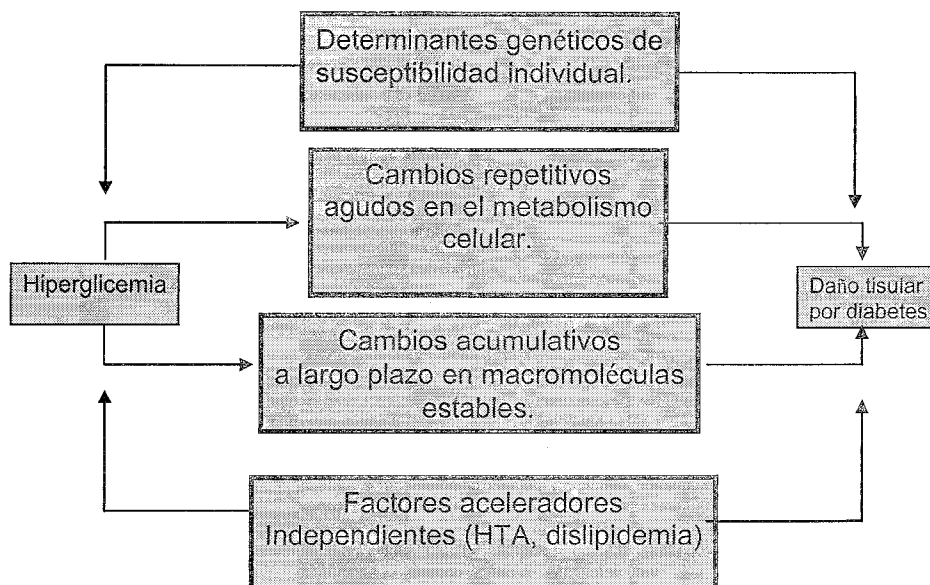 Determinantes genéticos de
susceptibilidad individual.
Cambios repetitivos
agudos en el metabolismo
celular.
Hiperglicemia
Daño tisular
por diabetes
Cambios acumulativos
a largo plazo en macromoléculas
estables.
Factores aceleradores
Independientes (HTA, dislipidemia)